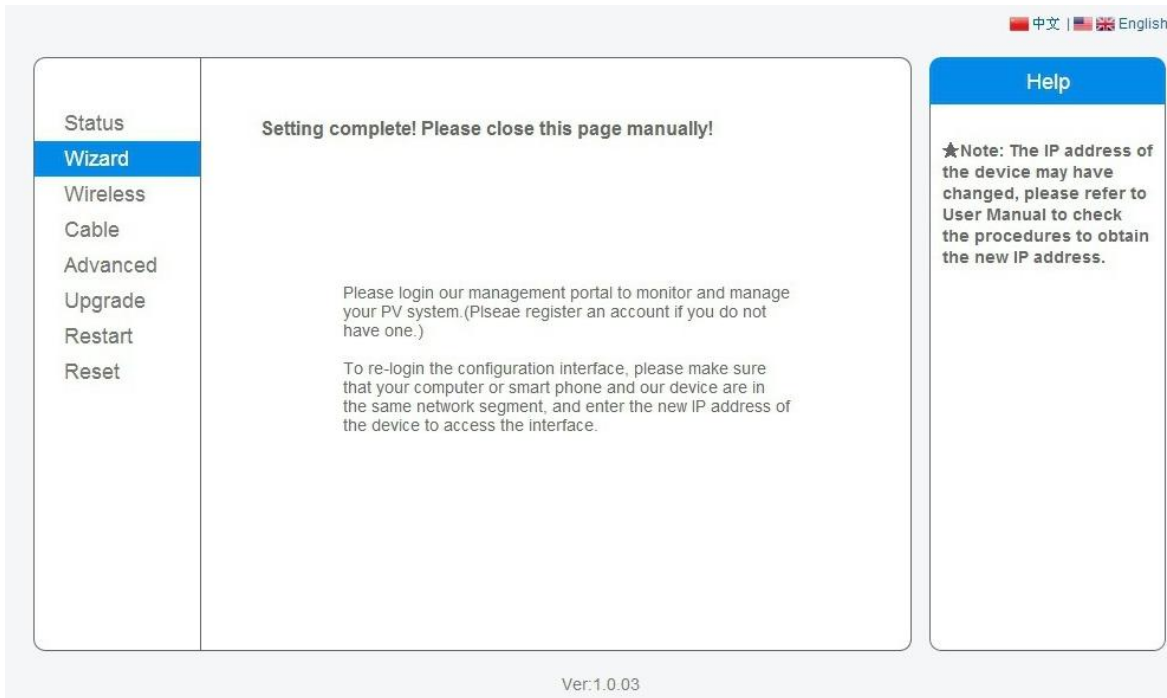 中文 | English
Status
Wizard
Wireless
Cable
Advanced
Upgrade
Restart
Reset
Setting complete! Please close this page manually!
Please login our management portal to monitor and manage
your PV system.(Plseae register an account if you do not
have one.)
To re-login the configuration interface, please make sure
that your computer or smart phone and our device are in
the same network segment, and enter the new IP address of
the device to access the interface.
Help
★Note: The IP address of
the device may have
changed, please refer to
User Manual to check
the procedures to obtain
the new IP address.
Ver:1.0.03